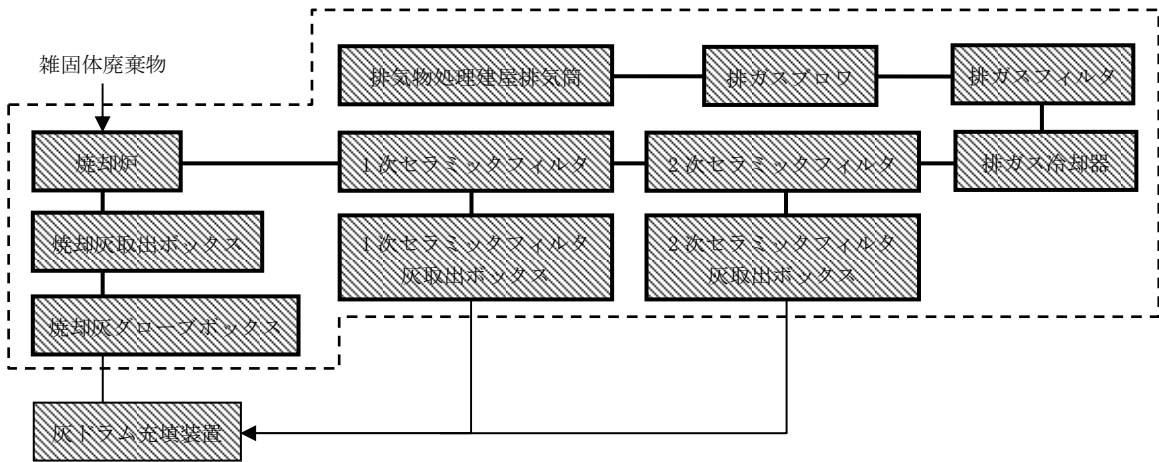 雑固体廃棄物
排気物処理建屋排気筒
排ガスブロワ
排ガスフィルタ
焼却炉
1次セラミックフィルタ
2次セラミックフィルタ
排ガス冷却器
焼却灰取出ボックス
1次セラミックフィルタ
灰取出ボックス
2次セラミックフィルタ
灰取出ボックス
焼却灰グローブボックス
灰ドラム充填装置